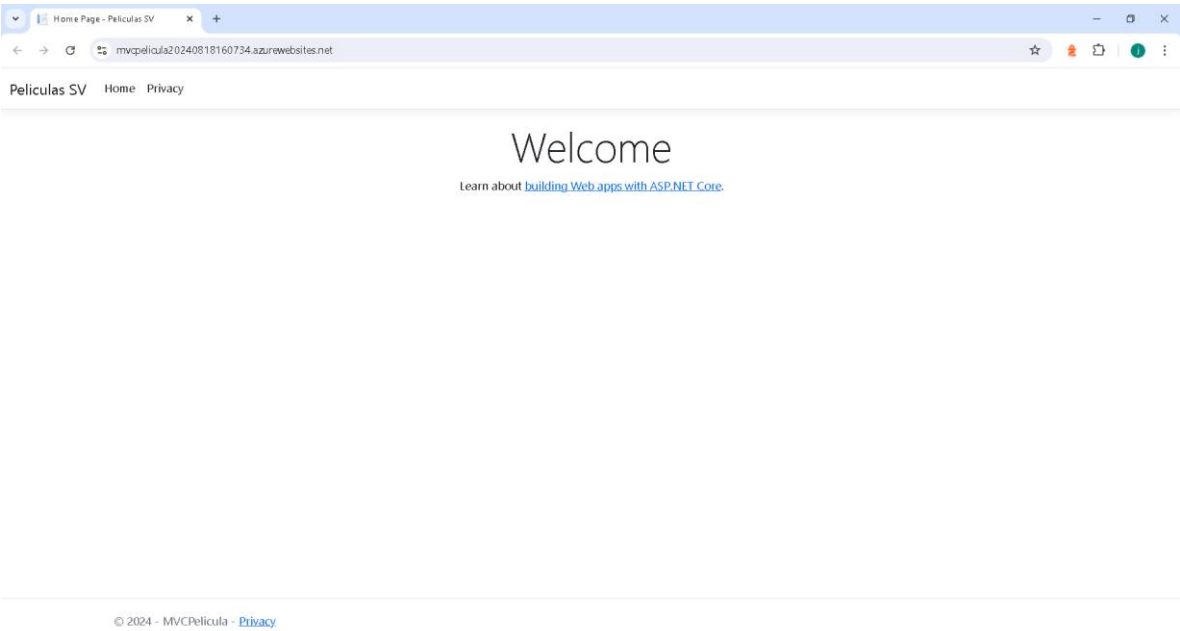 Home Page - Peliculas SV
mvcpelicula20240818160734.azurewebsites.net
Peliculas SV Home Privacy
Welcome
Learn about building Web apps with ASP.NET Core.
© 2024 - MVCPelicula - Privacy